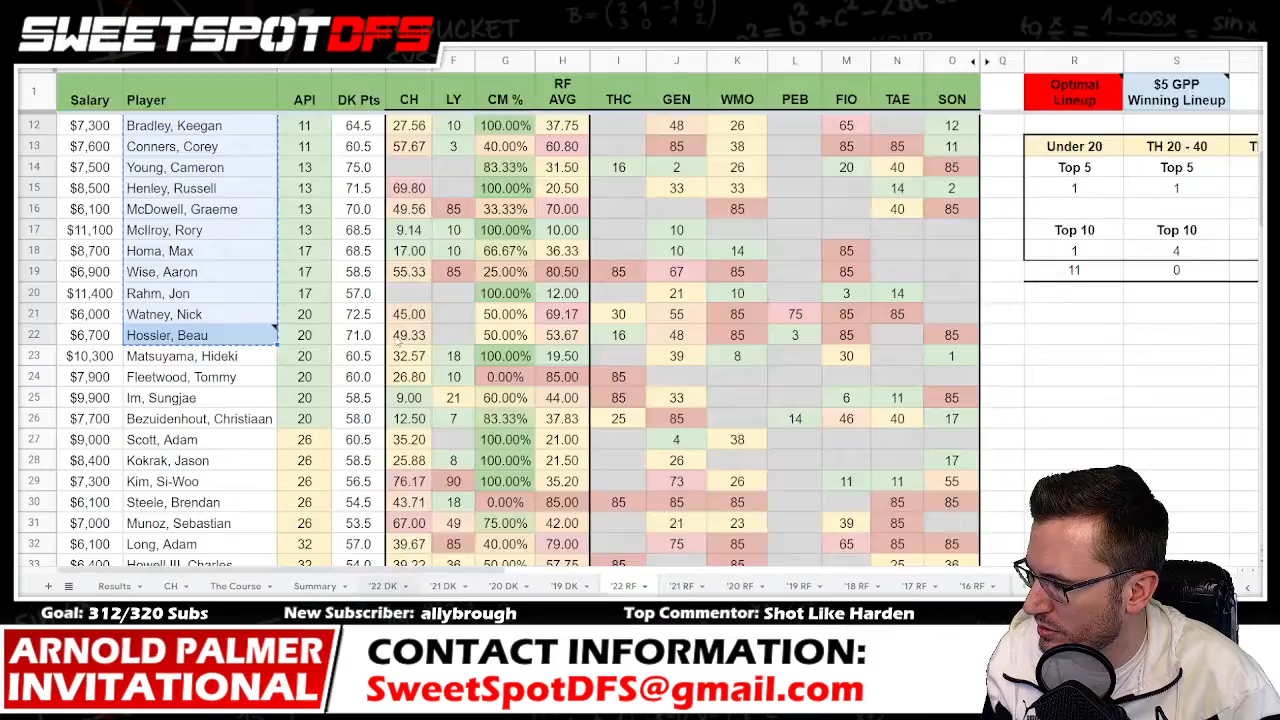 SWEETSPOTDFS
F G H I J K L M N O Q R S
1 Salary Player API DK Pts CH LY CM % RF AVG THC GEN WMO PEB FIO TAE SON Optimal Lineup $5 GPP Winning Lineup
12 $7,300 Bradley, Keegan 11 64.5 27.56 10 100.00% 37.75 48 26 65 12
13 $7,600 Conners, Corey 11 60.5 57.67 3 40.00% 60.80 85 38 85 85 11 Under 20 TH 20 - 40
14 $7,500 Young, Cameron 13 75.0 83.33% 31.50 16 2 26 20 40 85 Top 5 Top 5
15 $8,500 Henley, Russell 13 71.5 69.80 100.00% 20.50 33 33 14 2 1 1
16 $6,100 McDowell, Graeme 13 70.0 49.56 85 33.33% 70.00 85 40 85
17 $11,100 McIlroy, Rory 13 68.5 9.14 10 100.00% 10.00 10 Top 10 Top 10
18 $8,700 Homa, Max 17 68.5 17.00 10 66.67% 36.33 10 14 85 1 4
19 $6,900 Wise, Aaron 17 58.5 55.33 85 25.00% 80.50 85 67 85 85 11 0
20 $11,400 Rahm, Jon 17 57.0 100.00% 12.00 21 10 3 14
21 $6,000 Watney, Nick 20 72.5 45.00 50.00% 69.17 30 55 85 75 85 85
22 $6,700 Hossler, Beau 20 71.0 49.33 50.00% 53.67 16 48 85 3 85 85
23 $10,300 Matsuyama, Hideki 20 60.5 32.57 18 100.00% 19.50 39 8 30 1
24 $7,900 Fleetwood, Tommy 20 60.0 26.80 10 0.00% 85.00 85
25 $9,900 Im, Sungjae 20 58.5 9.00 21 60.00% 44.00 85 33 6 11 85
26 $7,700 Bezuidenhout, Christiaan 20 58.0 12.50 7 83.33% 37.83 25 85 14 46 40 17
27 $9,000 Scott, Adam 26 60.5 35.20 100.00% 21.00 4 38
28 $8,400 Kokrak, Jason 26 58.5 25.88 8 100.00% 21.50 26 17
29 $7,300 Kim, Si-Woo 26 56.5 76.17 90 100.00% 35.20 73 26 11 11 55
30 $6,100 Steele, Brendan 26 54.5 43.71 18 0.00% 85.00 85 85 85 85 85
31 $7,000 Munoz, Sebastian 26 53.5 67.00 49 75.00% 42.00 21 23 39 85
32 $6,100 Long, Adam 32 57.0 39.67 85 40.00% 79.00 75 85 65 85 85
Howell III, Charles
Results CH The Course Summary '22 DK '21 DK '20 DK '19 DK '22 RF '21 RF '20 RF '19 RF '18 RF '17 RF '16 RF
Goal: 312/320 Subs New Subscriber: allybrough Top Commentor: Shot Like Harden
ARNOLD PALMER
INVITATIONAL
CONTACT INFORMATION:
SweetSpotDFS@gmail.com